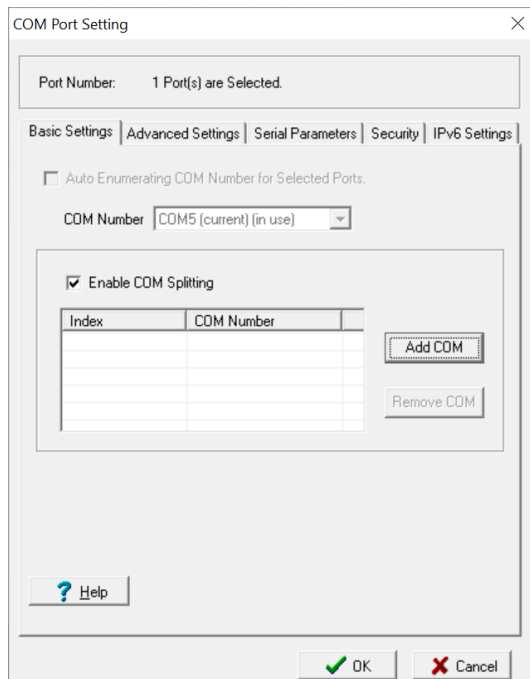 COM Port Setting
Port Number: 1 Port(s) are Selected.
Basic Settings Advanced Settings Serial Parameters Security IPv6 Settings
Auto Enumerating COM Number for Selected Ports.
COM Number COM5 (current) (in use)
Enable COM Splitting
Index COM Number
Add COM
Remove COM
? Help
OK Cancel